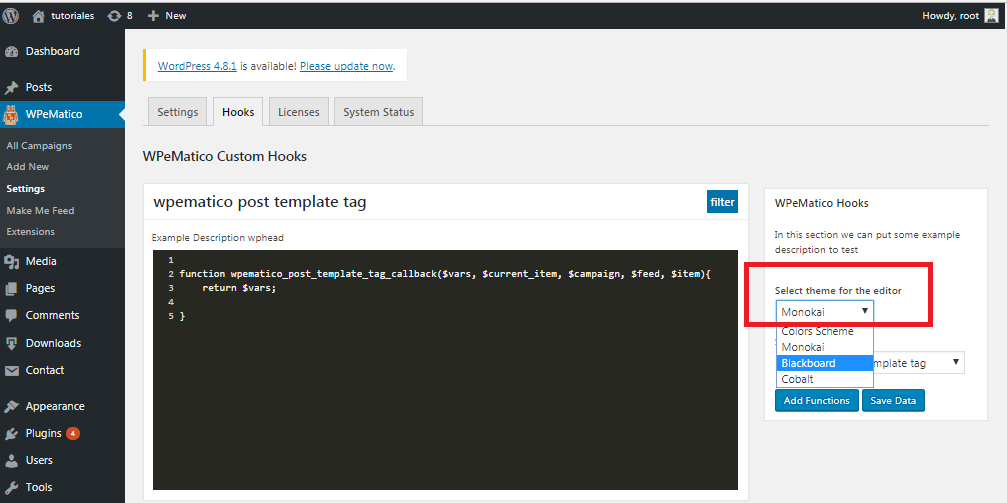 tutoriales 8 + New Howdy, root
Dashboard
Posts
WPeMatico
All Campaigns
Add New
Settings
Make Me Feed
Extensions
Media
Pages
Comments
Downloads
Contact
Appearance
Plugins 4
Users
Tools
WordPress 4.8.1 is available! Please update now.
Settings Hooks Licenses System Status
WPeMatico Custom Hooks
wpematico post template tag filter
Example Description wphead
1
2 function wpematico_post_template_tag_callback($vars, $current_item, $campaign, $feed, $item){
3 return $vars;
4
5 }
WPeMatico Hooks
In this section we can put some example
description to test
Select theme for the editor
Monokai
Colors Scheme
Monokai
Blackboard mplate tag
Cobalt
Add Functions Save Data